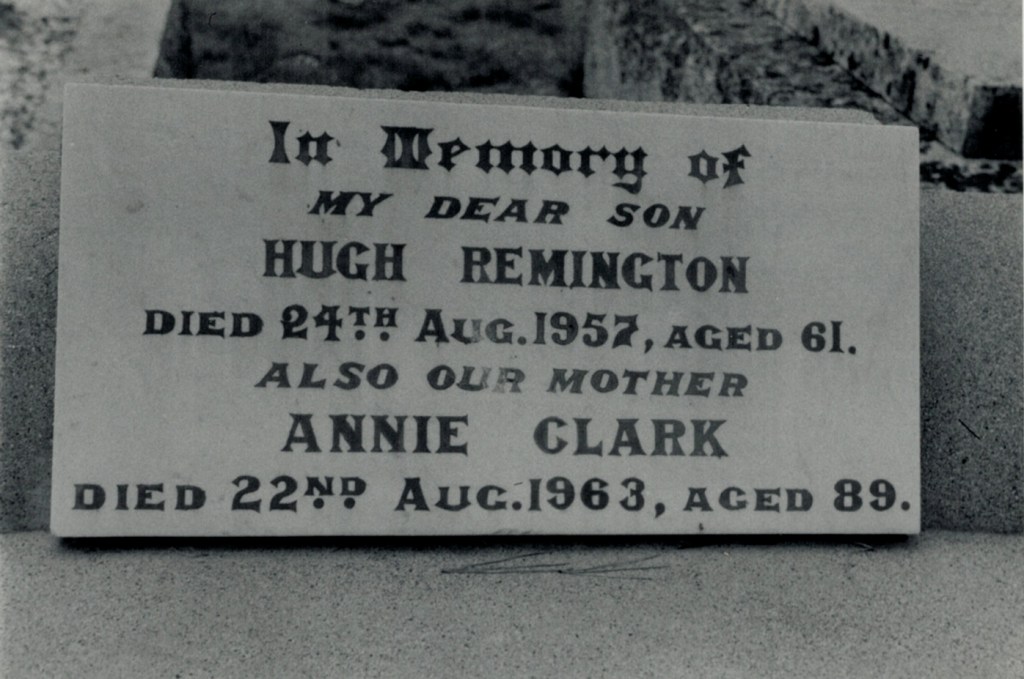 In Memory of
MY DEAR SON
HUGH REMINGTON
DIED 24TH AUG. 1957, AGED 61.
ALSO OUR MOTHER
ANNIE CLARK
DIED 22ND AUG. 1963, AGED 89.